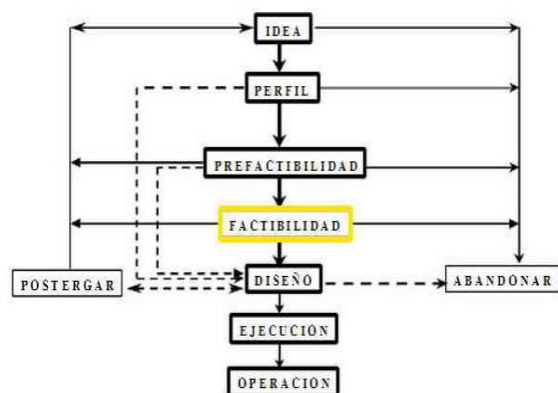 IDEA
PERFIL
PREFACTIBILIDAD
FACTIBILIDAD
POSTERGAR
DISEÑO
ABANDONAR
EJECUCIÓN
OPERACIÓN